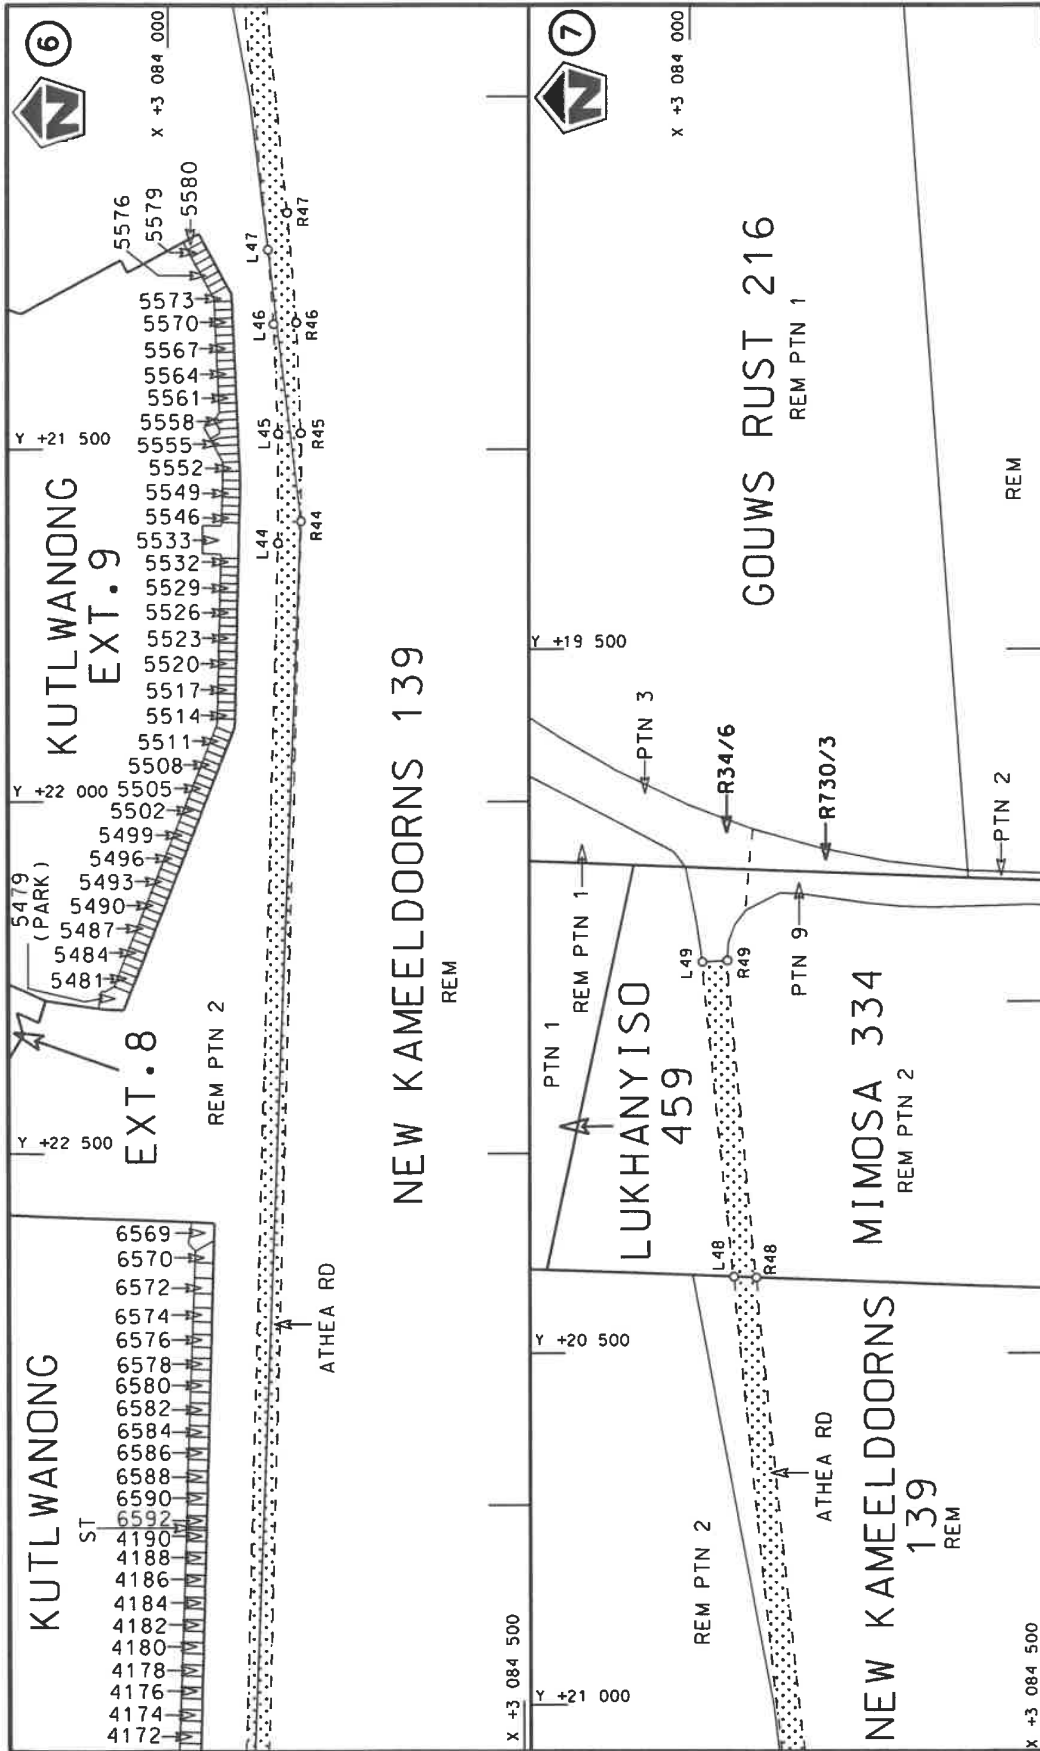 6
N
X +3 084 000
5580
5579
5576
5573
5570
5567
5564
5561
5558
5555
5552
5549
5546
5533
5532
5529
5526
5523
5520
5517
5514
5511
5508
5505
5502
5499
5496
5493
5490
5487
5484
5481
5479
(PARK)
Y +21 500
Y +22 000
Y +22 500
KUTLWANONG
EXT.9
EXT.8
REM PTN 2
L47
R47
L46
R46
L45
R45
L44
R44
NEW KAMEELDOORNS 139
REM
KUTLWANONG
ST
6569
6570
6572
6574
6576
6578
6580
6582
6584
6586
6588
6590
6592
4190
4188
4186
4184
4182
4180
4178
4176
4174
4172
ATHEA RD
X +3 084 500
7
N
X +3 084 000
GOUWS RUST 216
REM PTN 1
REM
Y +19 500
PTN 3
R34/6
R730/3
PTN 2
REM PTN 1
PTN 9
L49
R49
PTN 1
LUKHANYISO
459
MIMOSA 334
REM PTN 2
L48
R48
Y +20 500
REM PTN 2
ATHEA RD
NEW KAMEELDOORNS
139
REM
Y +21 000
X +3 084 500